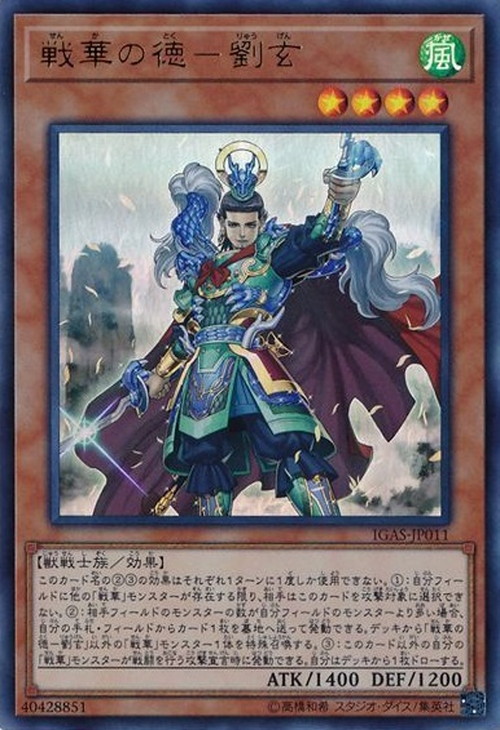 戦華の徳－劉玄
風
IGAS-JP011
【獣戦士族／効果】
このカード名の②③の効果はそれぞれ１ターンに１度しか使用できない。①：自分フィー
ルドに他の「戦華」モンスターが存在する限り、相手はこのカードを攻撃対象に選択で
きない。②：相手フィールドのモンスターの数が自分フィールドのモンスターより多い場合、
自分の手札・フィールドからカード１枚を墓地へ送って発動できる。デッキから「戦華の
徳－劉玄」以外の「戦華」モンスター１体を特殊召喚する。③：このカード以外の自分の
「戦華」モンスターが戦闘を行う攻撃宣言時に発動できる。自分はデッキから１枚ドローする。
ATK/1400 DEF/1200
40428851
©高橋和希 スタジオ・ダイス/集英社